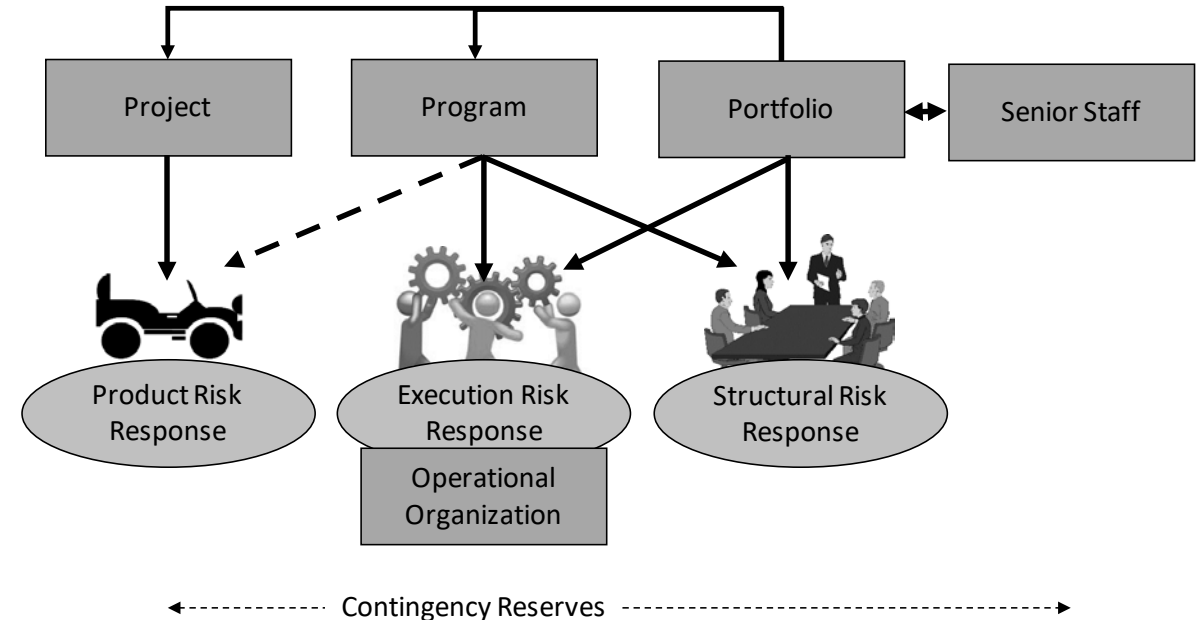 Project
Program
Portfolio
Senior Staff
Product Risk
Response
Execution Risk
Response
Structural Risk
Response
Operational
Organization
Contingency Reserves